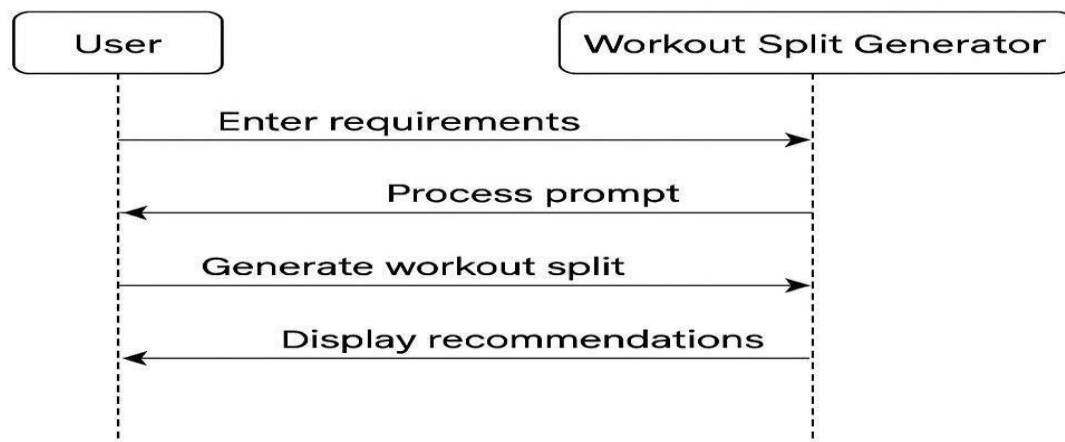 User
Workout Split Generator
Enter requirements
Process prompt
Generate workout split
Display recommendations